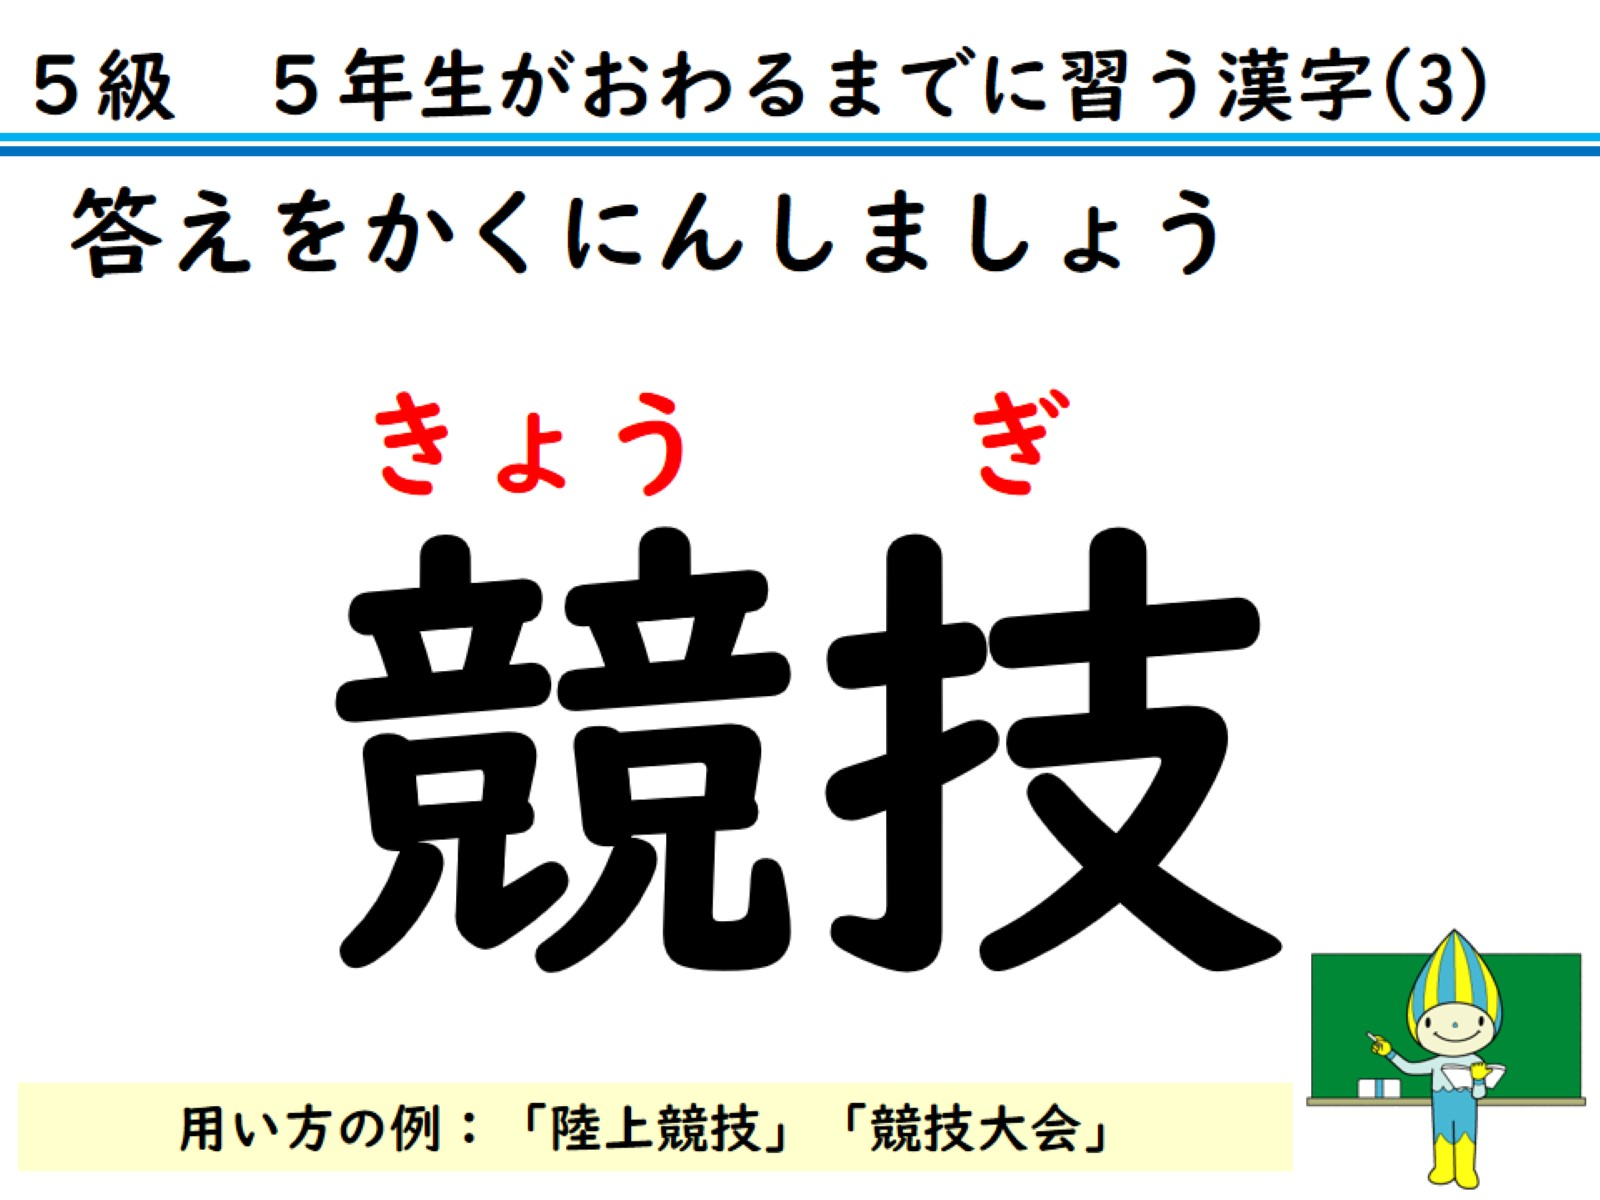 ５級　５年生がおわるまでに習う漢字(3)
答えをかくにんしましょう
きょう　ぎ
競技
用い方の例：「陸上競技」「競技大会」